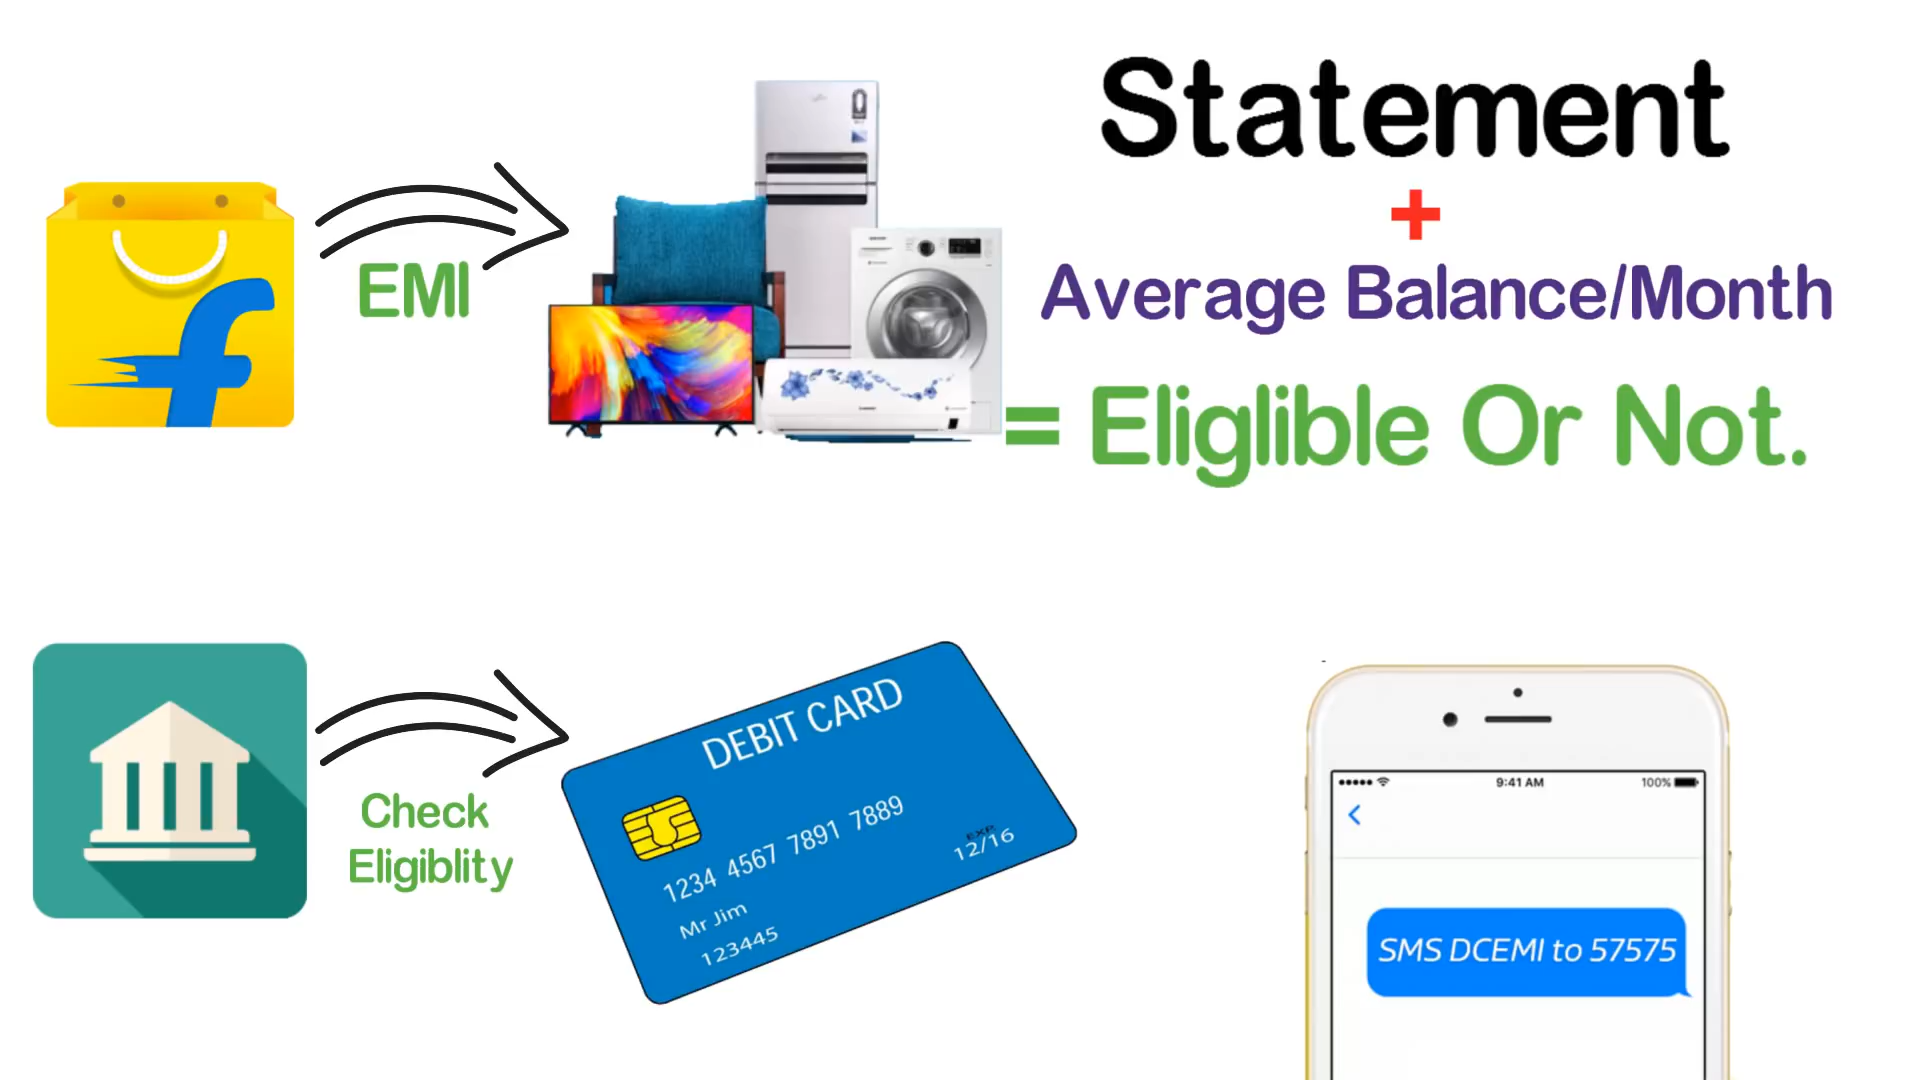 Statement
+
Average Balance/Month
= Eliglible Or Not.
EMI
f
Check
Eligiblity
DEBIT CARD
1234 4567 7891 7889
EXP
12/16
Mr Jim
123445
9:41 AM
100%
SMS DCEMI to 57575